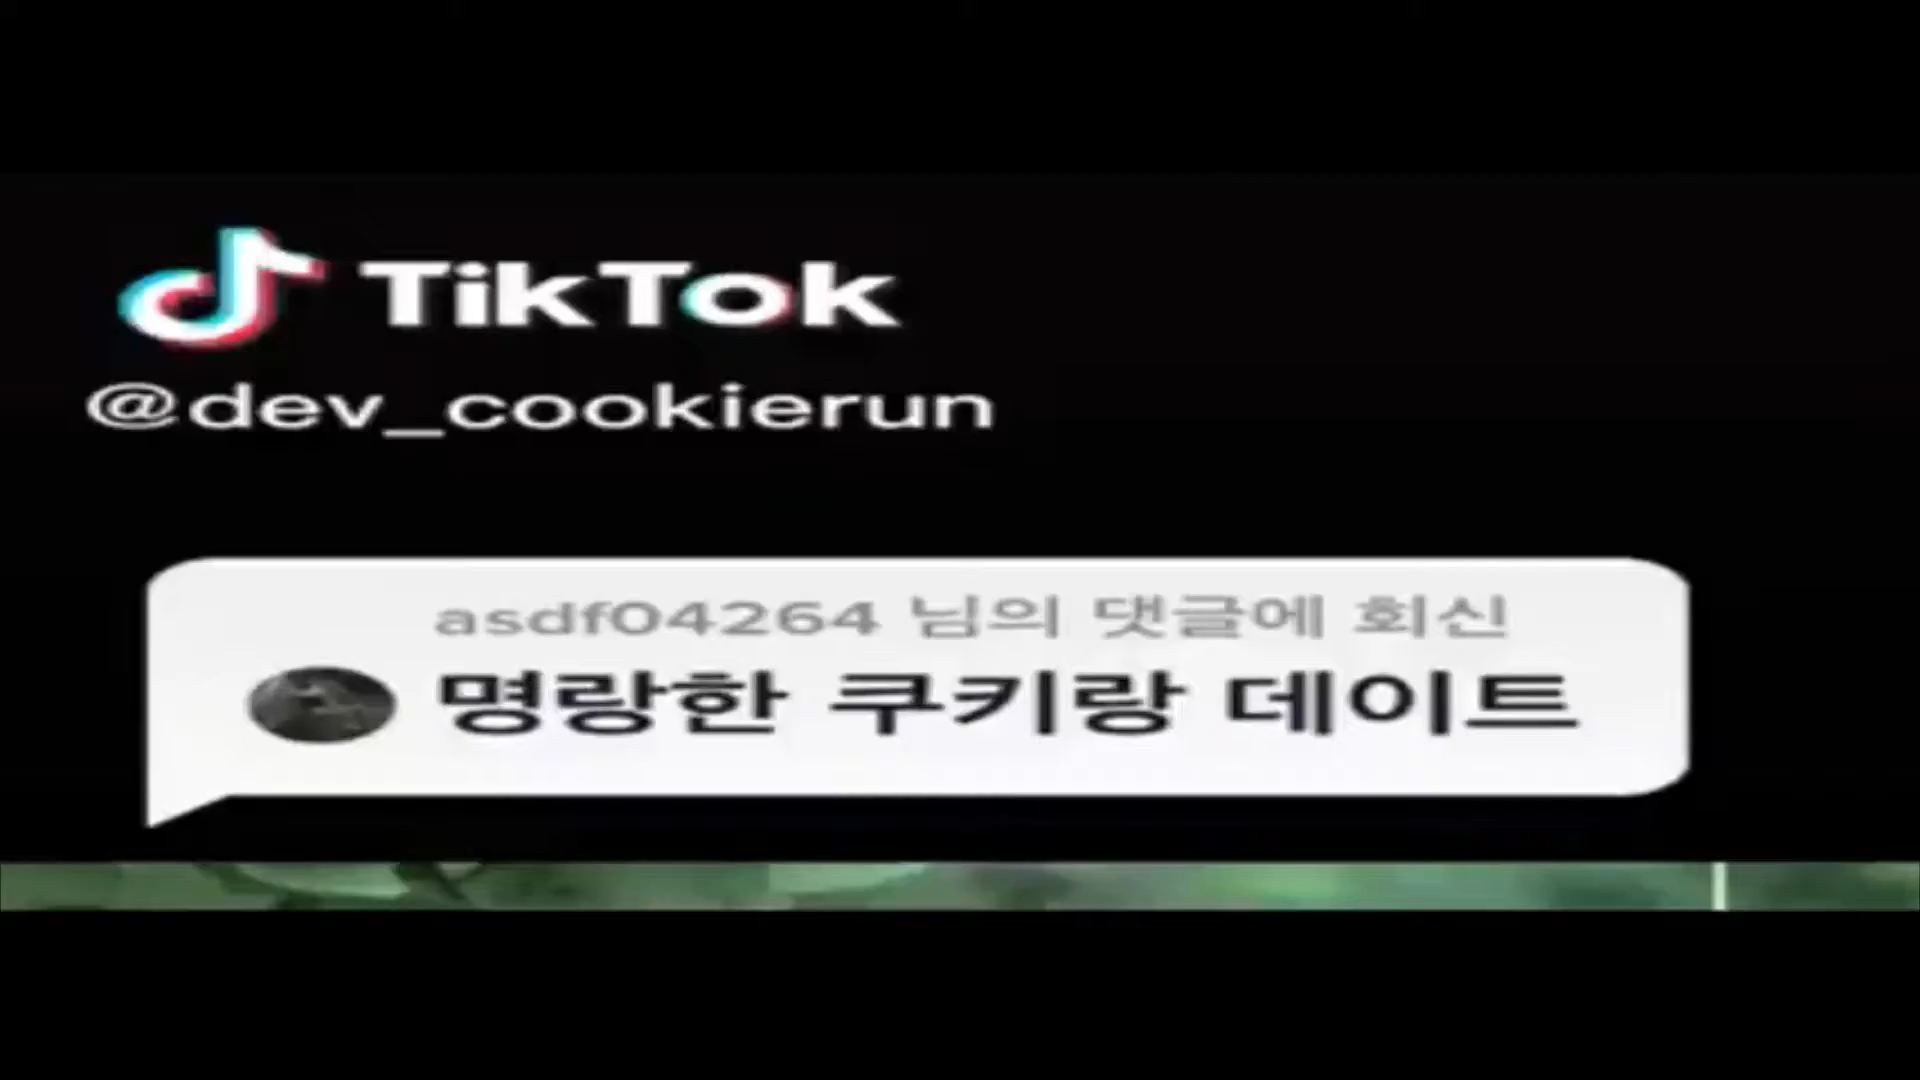 TikTok
@dev_cookierun
asdf04264 님의 댓글에 회신
명랑한 쿠키랑 데이트